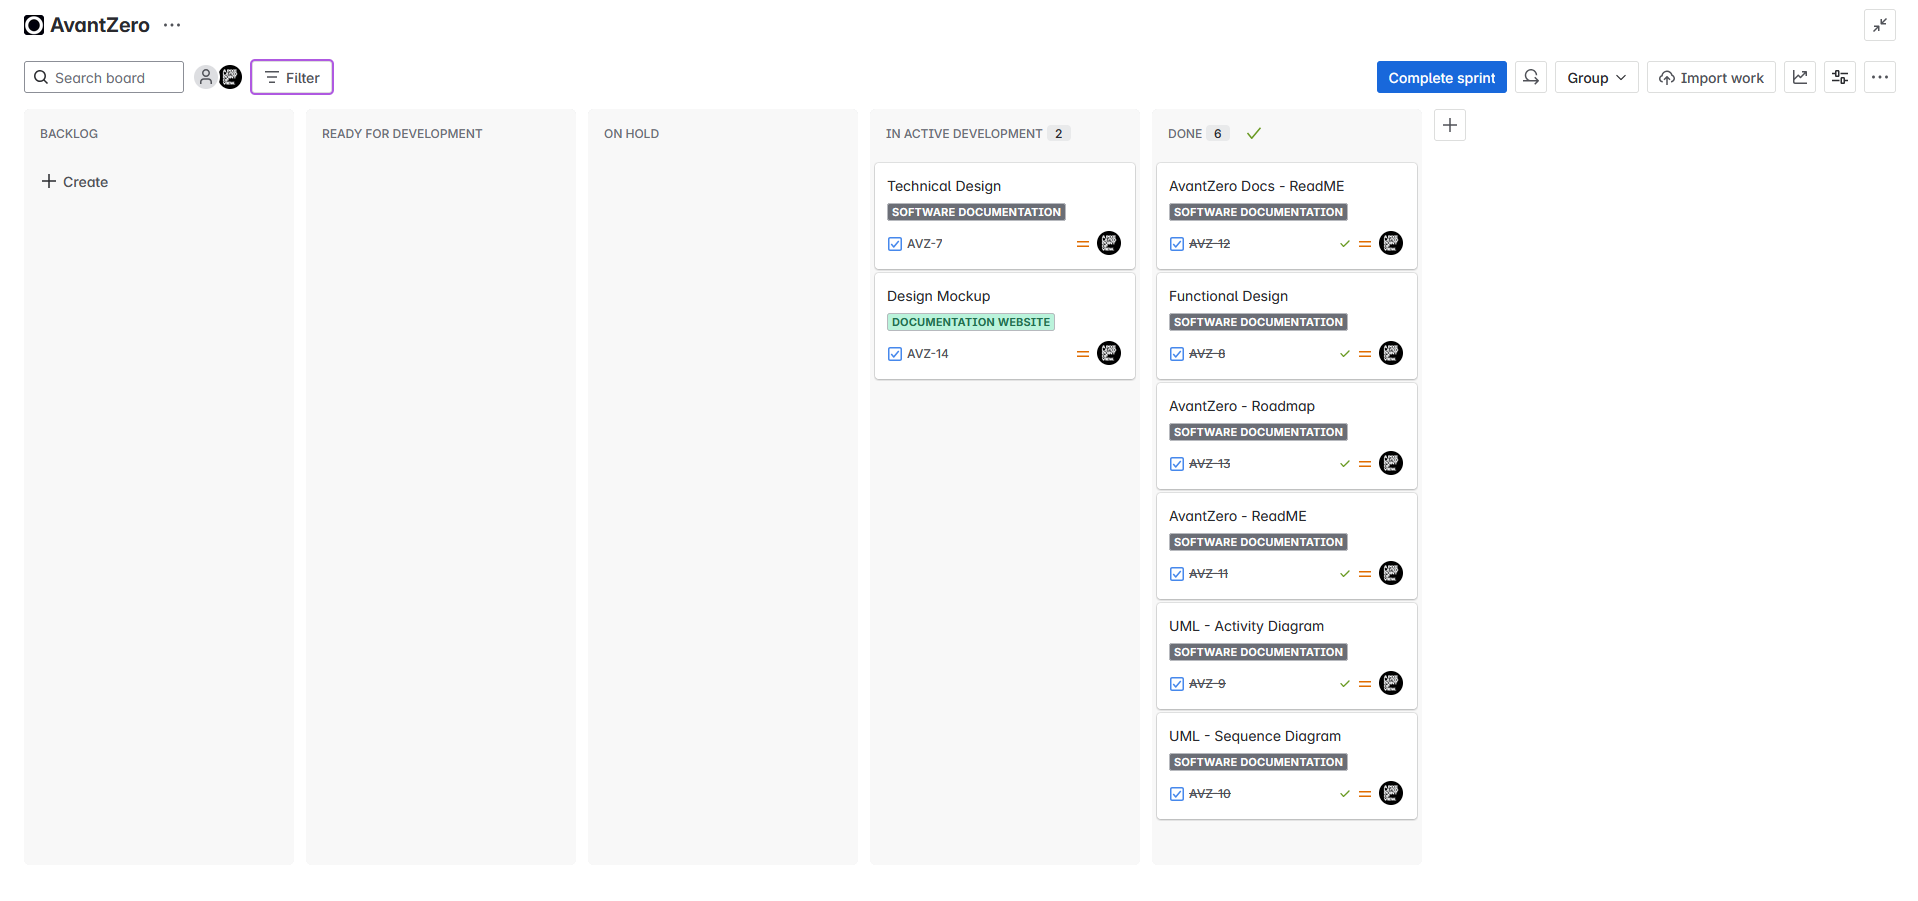 AvantZero
Search board
Filter
Complete sprint
Group
Import work
BACKLOG
Create
READY FOR DEVELOPMENT
ON HOLD
IN ACTIVE DEVELOPMENT 2
Technical Design
SOFTWARE DOCUMENTATION
AVZ-7
Design Mockup
DOCUMENTATION WEBSITE
AVZ-14
DONE 6
AvantZero Docs - ReadME
SOFTWARE DOCUMENTATION
AVZ-12
Functional Design
SOFTWARE DOCUMENTATION
AVZ-8
AvantZero - Roadmap
SOFTWARE DOCUMENTATION
AVZ-13
AvantZero - ReadME
SOFTWARE DOCUMENTATION
AVZ-11
UML - Activity Diagram
SOFTWARE DOCUMENTATION
AVZ-9
UML - Sequence Diagram
SOFTWARE DOCUMENTATION
AVZ-10